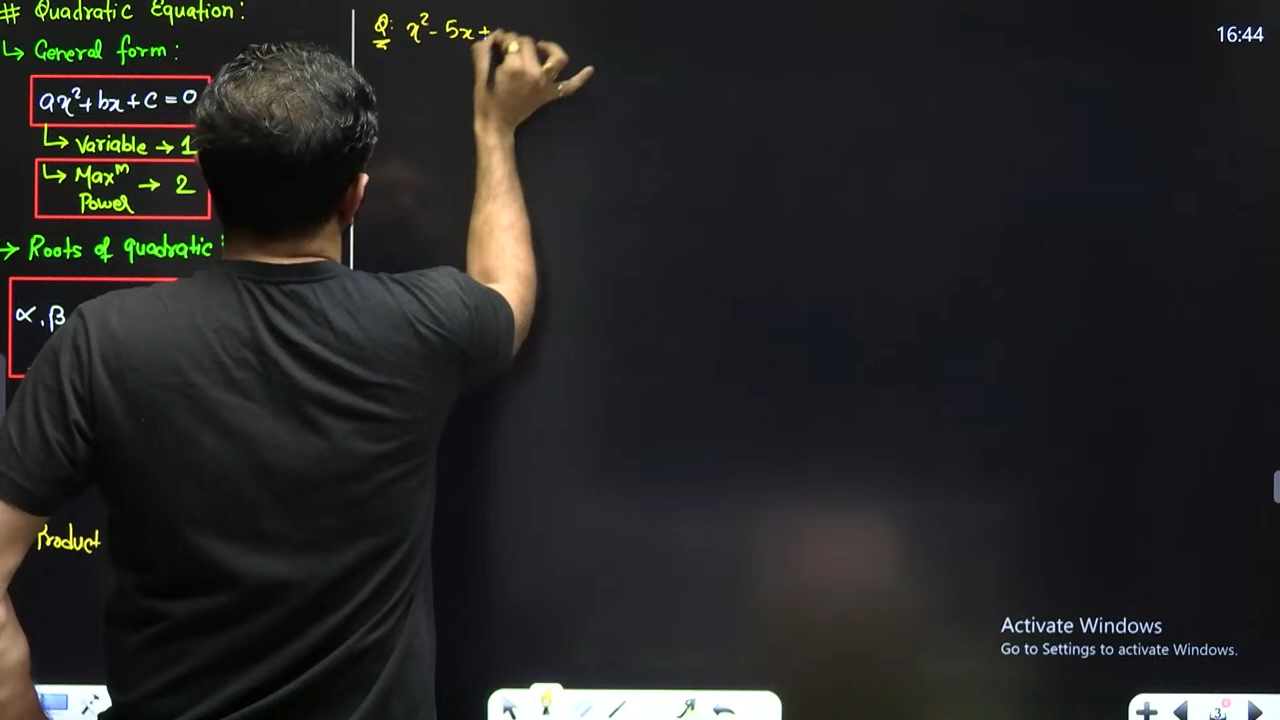 # Quadratic Equation:
↳ General form:
ax²+bx+c=0
↳ Variable → 1
↳ Maxᵐ Power → 2
→ Roots of quadratic:
α, β
Product
Q: x² - 5x +
16:44
Activate Windows
Go to Settings to activate Windows.
3